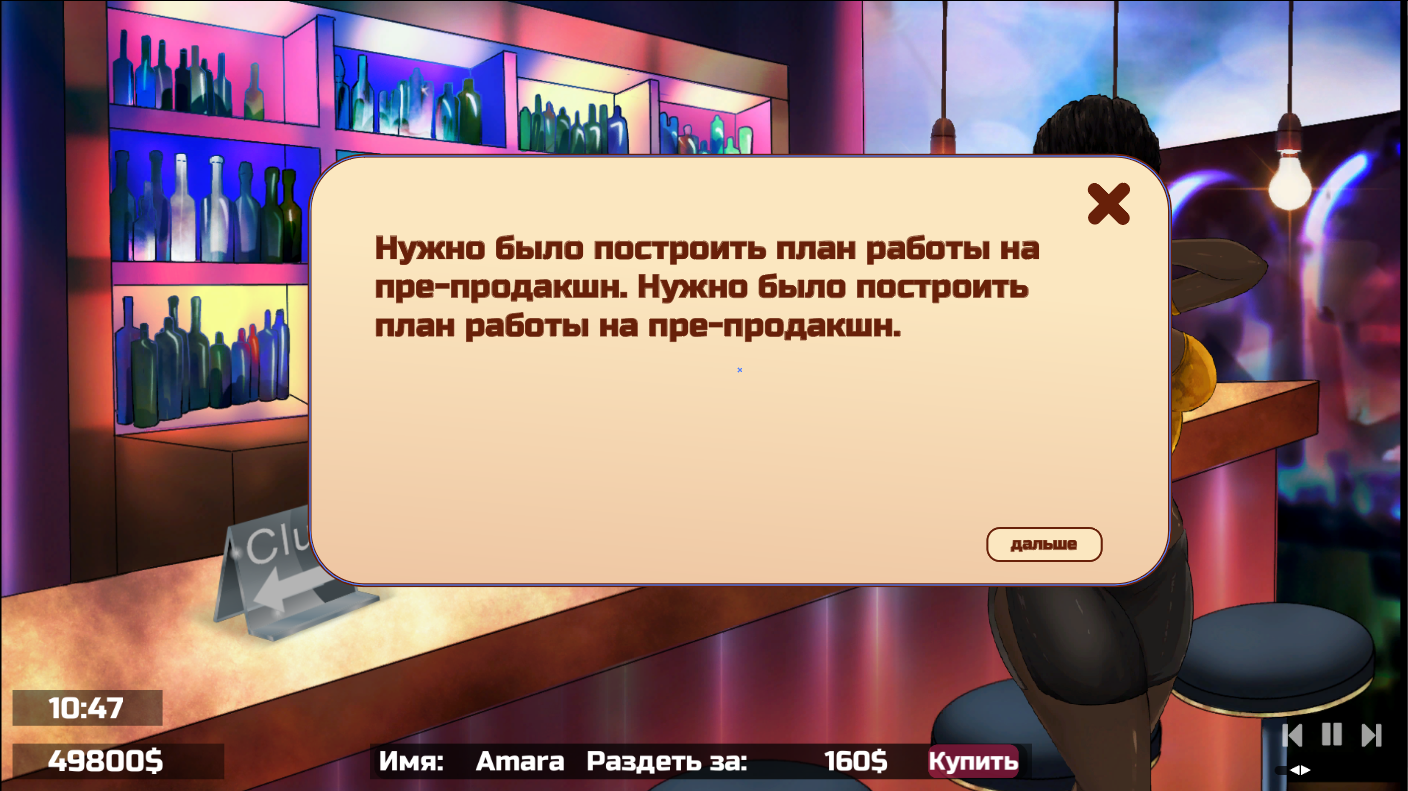 Нужно было построить план работы на
пре-продакшн. Нужно было построить
план работы на пре-продакшн.
дальше
Clu
10:47
49800$
Имя: Amara Раздеть за: 160$ Купить